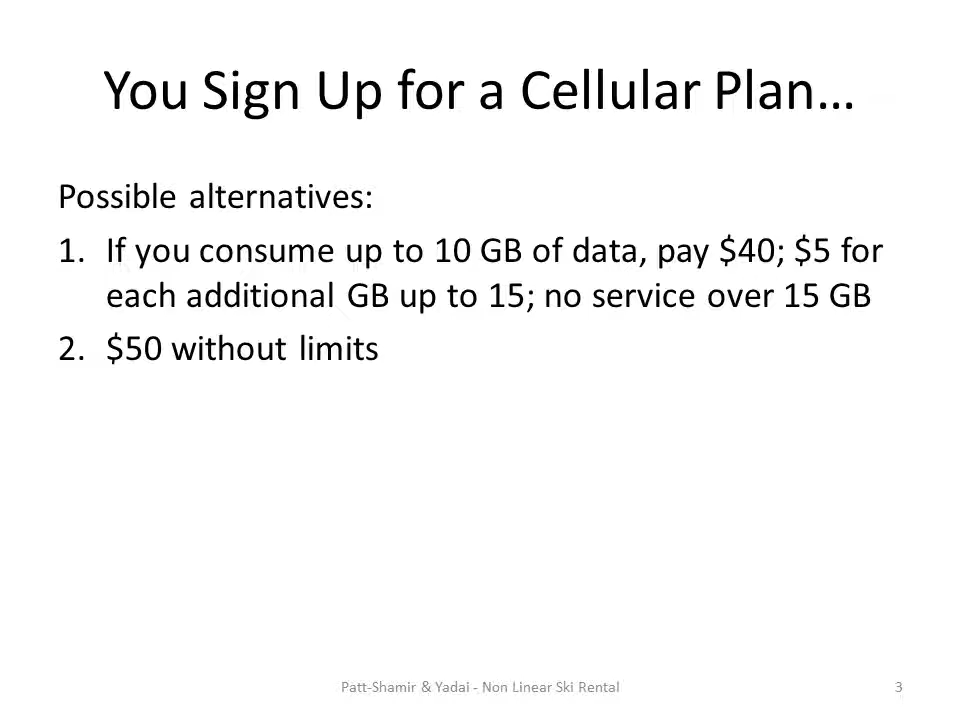 You Sign Up for a Cellular Plan…
Possible alternatives:
1. If you consume up to 10 GB of data, pay $40; $5 for
each additional GB up to 15; no service over 15 GB
2. $50 without limits
Patt-Shamir & Yadai - Non Linear Ski Rental
3